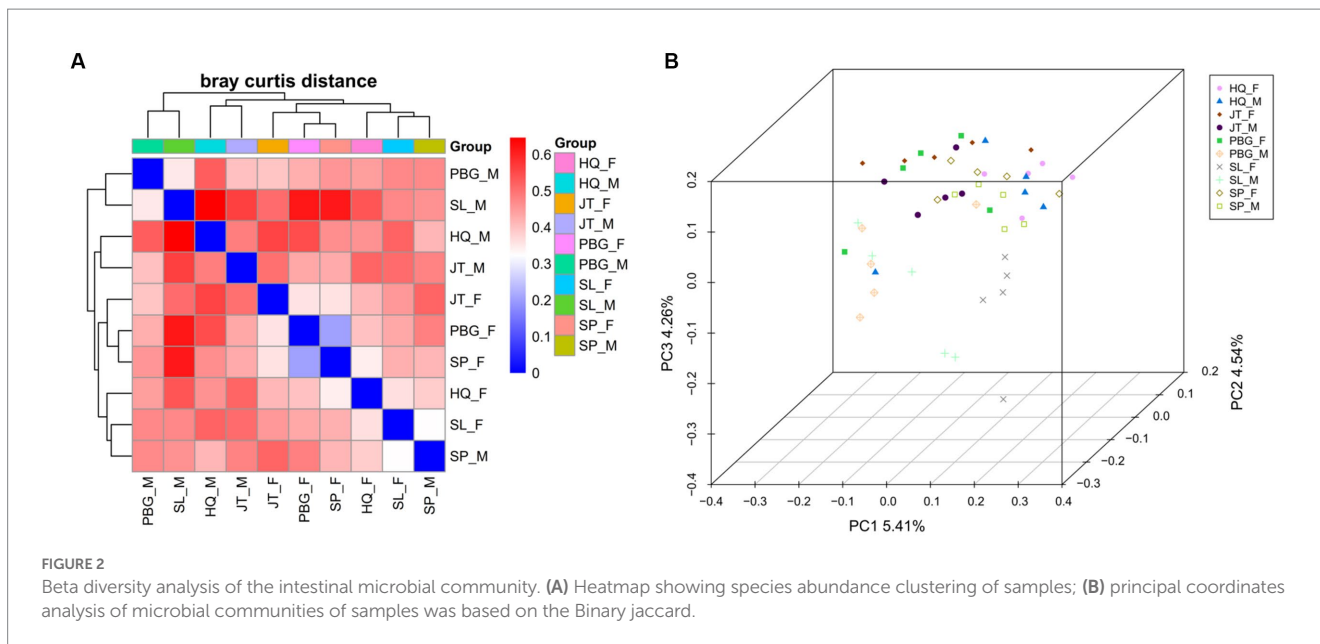 A
bray curtis distance
Group
PBG_M
SL_M
HQ_M
JT_M
JT_F
PBG_F
SP_F
HQ_F
SL_F
SP_M
PBG_M
SL_M
HQ_M
JT_M
JT_F
PBG_F
SP_F
HQ_F
SL_F
SP_M
Group
HQ_F
HQ_M
JT_F
JT_M
PBG_F
PBG_M
SL_F
SL_M
SP_F
SP_M
0.6
0.5
0.4
0.3
0.2
0.1
0
B
HQ_F
HQ_M
JT_F
JT_M
PBG_F
PBG_M
SL_F
SL_M
SP_F
SP_M
PC3 4.26%
0.2
0.1
0.0
−0.1
−0.2
−0.3
−0.4
−0.4
−0.3
−0.2
−0.1
0.0
0.1
0.2
0.3
0.4
PC1 5.41%
−0.3
−0.2
−0.1
0.0
0.1
0.2
PC2 4.54%
FIGURE 2
Beta diversity analysis of the intestinal microbial community. (A) Heatmap showing species abundance clustering of samples; (B) principal coordinates
analysis of microbial communities of samples was based on the Binary jaccard.